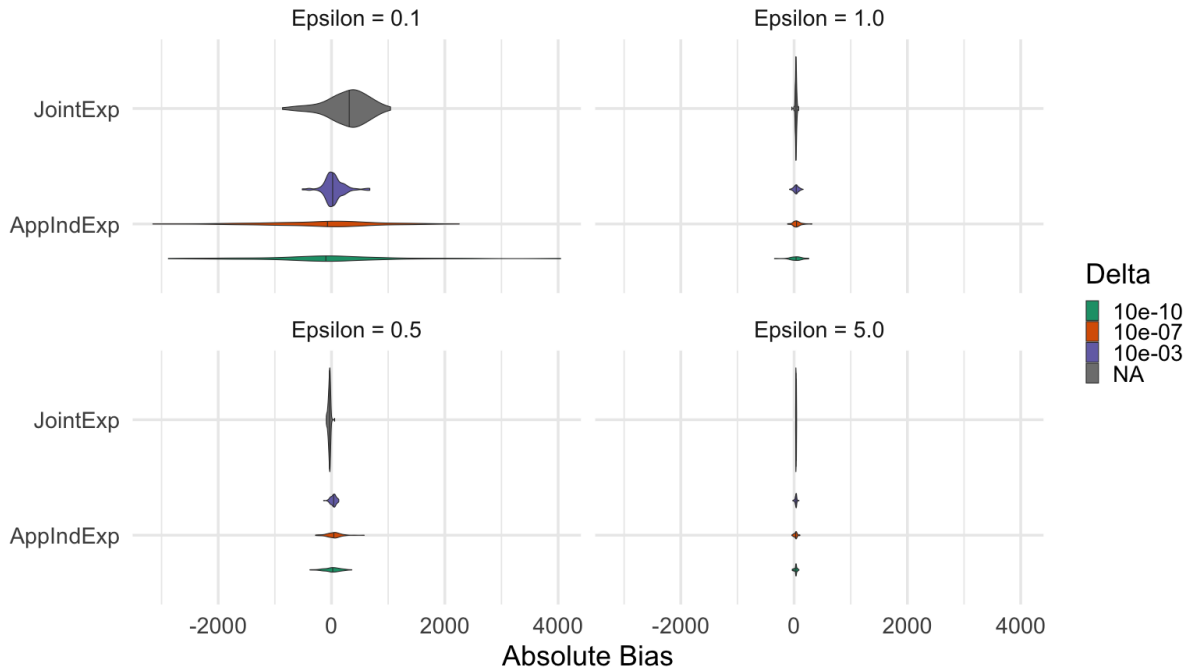 Epsilon = 0.1
Epsilon = 1.0
JointExp
AppIndExp
Epsilon = 0.5
Epsilon = 5.0
JointExp
AppIndExp
-2000 0 2000 4000
-2000 0 2000 4000
Absolute Bias
Delta
10e-10
10e-07
10e-03
NA